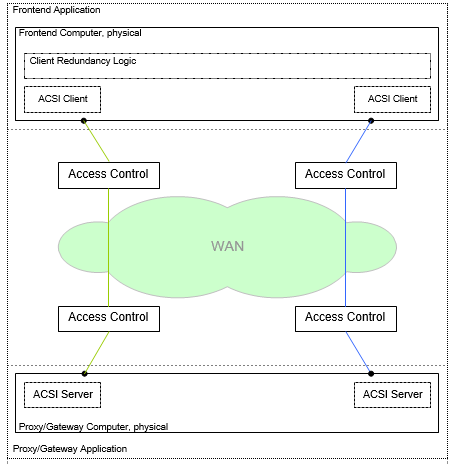 Frontend Application
Frontend Computer, physical
Client Redundancy Logic
ACSI Client
ACSI Client
Access Control
Access Control
WAN
Access Control
Access Control
ACSI Server
ACSI Server
Proxy/Gateway Computer, physical
Proxy/Gateway Application